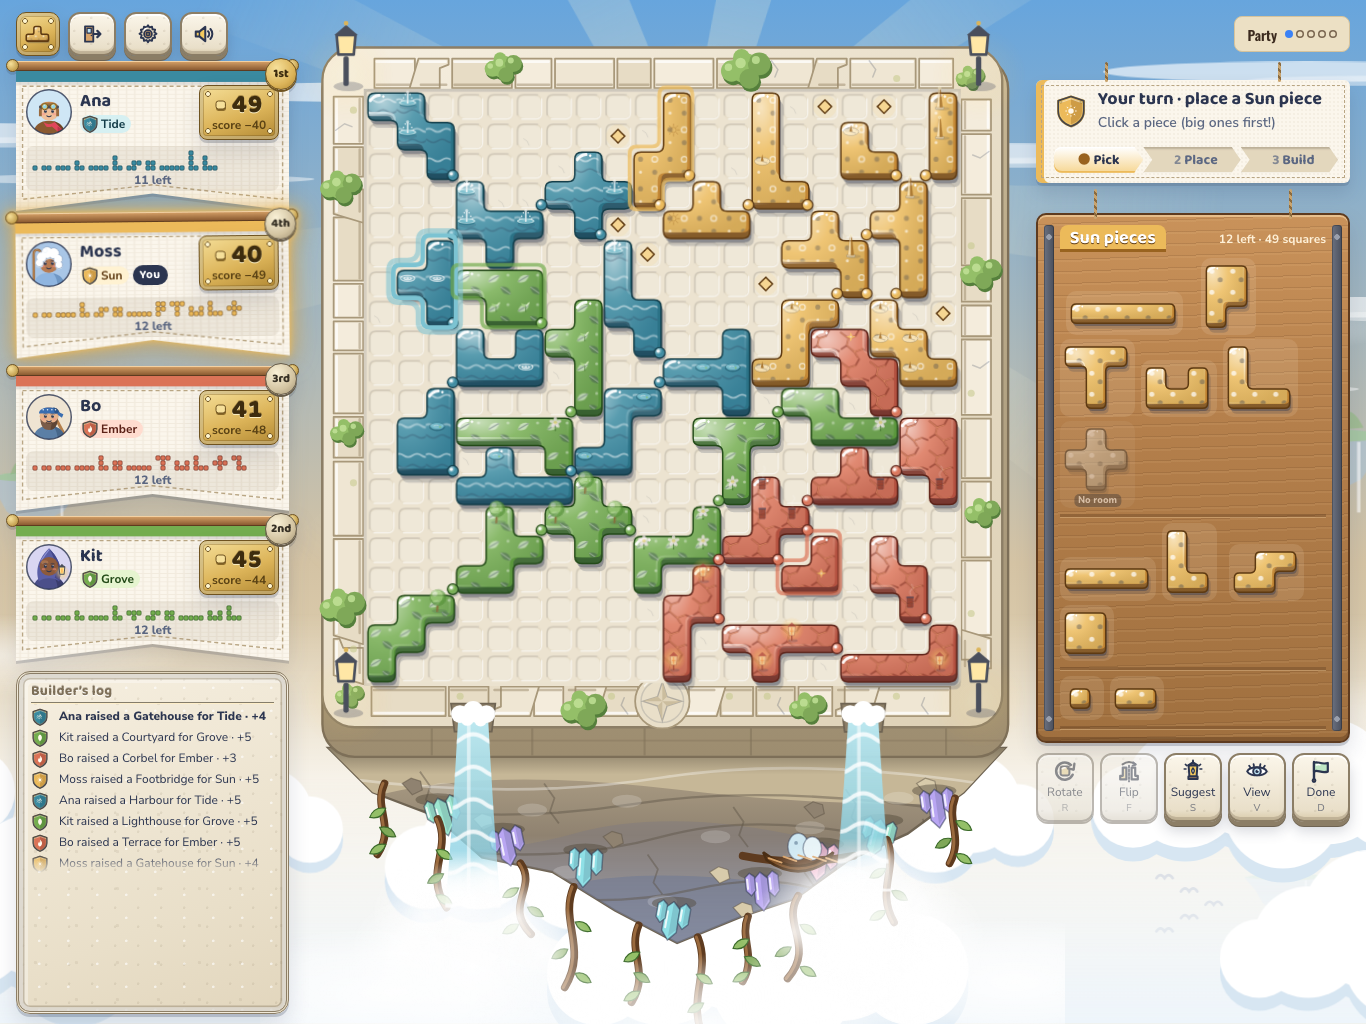 Party
1st
Ana
Tide
49
score −40
11 left
4th
Moss
Sun
You
40
score −49
12 left
3rd
Bo
Ember
41
score −48
12 left
2nd
Kit
Grove
45
score −44
12 left
Builder's log
Ana raised a Gatehouse for Tide · +4
Kit raised a Courtyard for Grove · +5
Bo raised a Corbel for Ember · +3
Moss raised a Footbridge for Sun · +5
Ana raised a Harbour for Tide · +5
Kit raised a Lighthouse for Grove · +5
Bo raised a Terrace for Ember · +5
Moss raised a Gatehouse for Sun · +4
Your turn · place a Sun piece
Click a piece (big ones first!)
Pick
2 Place
3 Build
Sun pieces
12 left · 49 squares
No room
Rotate
R
Flip
F
Suggest
S
View
V
Done
D